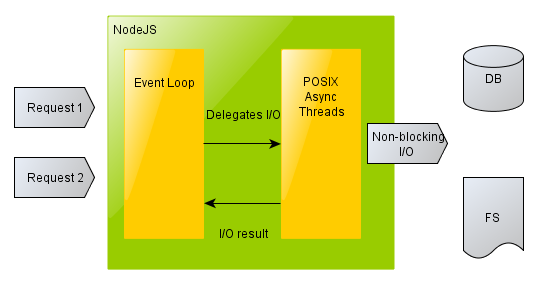 NodeJS
Request 1
Request 2
Event Loop
Delegates I/O
I/O result
POSIX
Async
Threads
Non-blocking
I/O
DB
FS